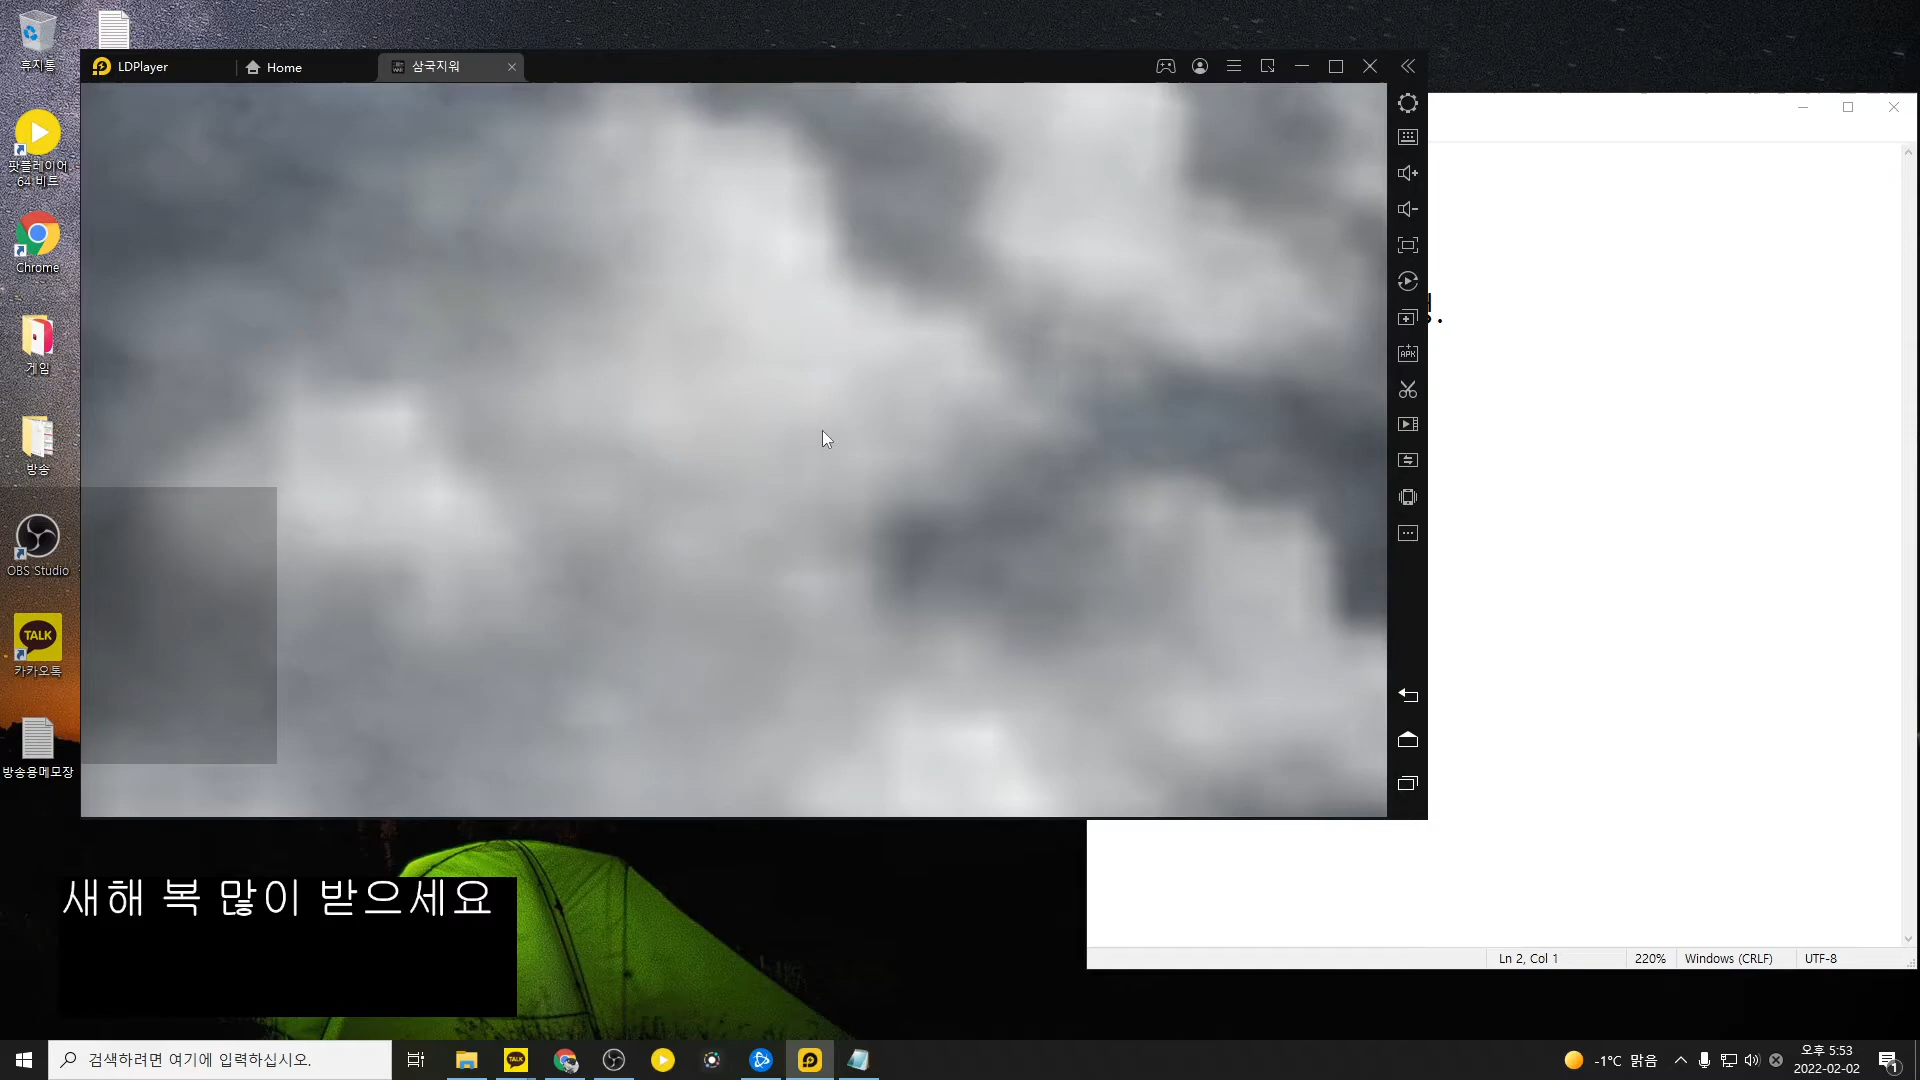 휴지통
팟플레이어
64 비트
Chrome
게임
방송
OBS Studio
TALK
카카오톡
방송용메모장
LDPlayer
Home
삼국지워
APK
새해 복 많이 받으세요
Ln 2, Col 1
220%
Windows (CRLF)
UTF-8
검색하려면 여기에 입력하십시오.
TALK
-1°C 맑음
오후 5:53
2022-02-02
1